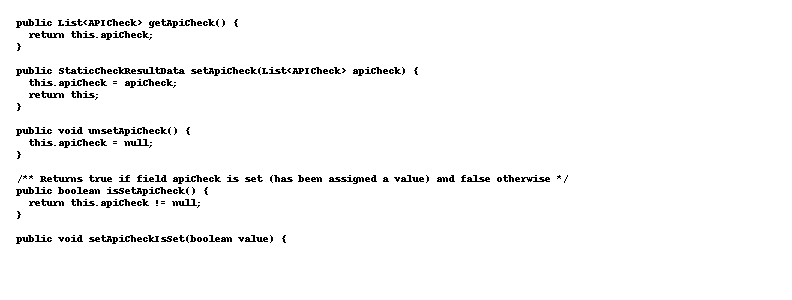 public List<APICheck> getApiCheck() {
return this.apiCheck;
}
public StaticCheckResultData setApiCheck(List<APICheck> apiCheck) {
this.apiCheck = apiCheck;
return this;
}
public void unsetApiCheck() {
this.apiCheck = null;
}
/** Returns true if field apiCheck is set (has been assigned a value) and false otherwise */
public boolean isSetApiCheck() {
return this.apiCheck != null;
}
public void setApiCheckIsSet(boolean value) {